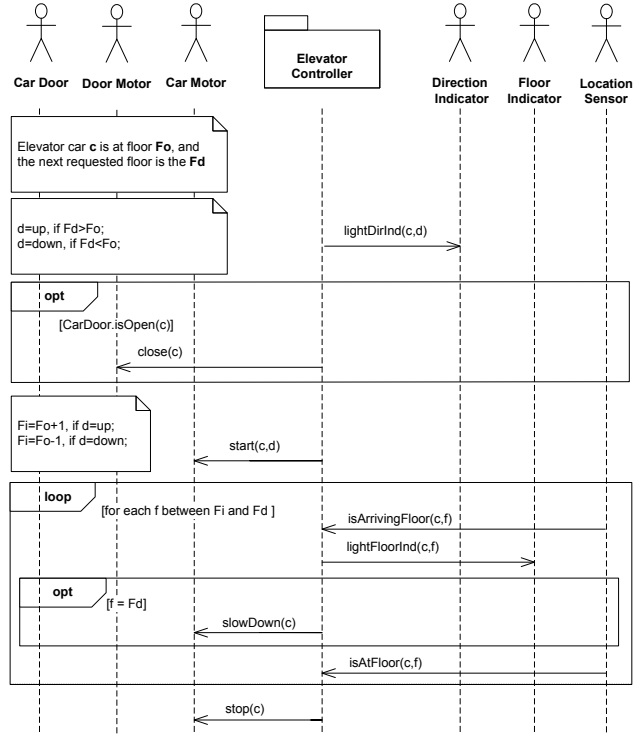 Elevator
Controller
Car Door
Door Motor
Car Motor
Direction
Indicator
Floor
Indicator
Location
Sensor
Elevator car c is at floor Fo, and
the next requested floor is the Fd
d=up, if Fd>Fo;
d=down, if Fd<Fo;
lightDirInd(c,d)
opt
[CarDoor.isOpen(c)]
close(c)
Fi=Fo+1, if d=up;
Fi=Fo-1, if d=down;
start(c,d)
loop
[for each f between Fi and Fd ]
isArrivingFloor(c,f)
lightFloorInd(c,f)
opt
[f = Fd]
slowDown(c)
isAtFloor(c,f)
stop(c)